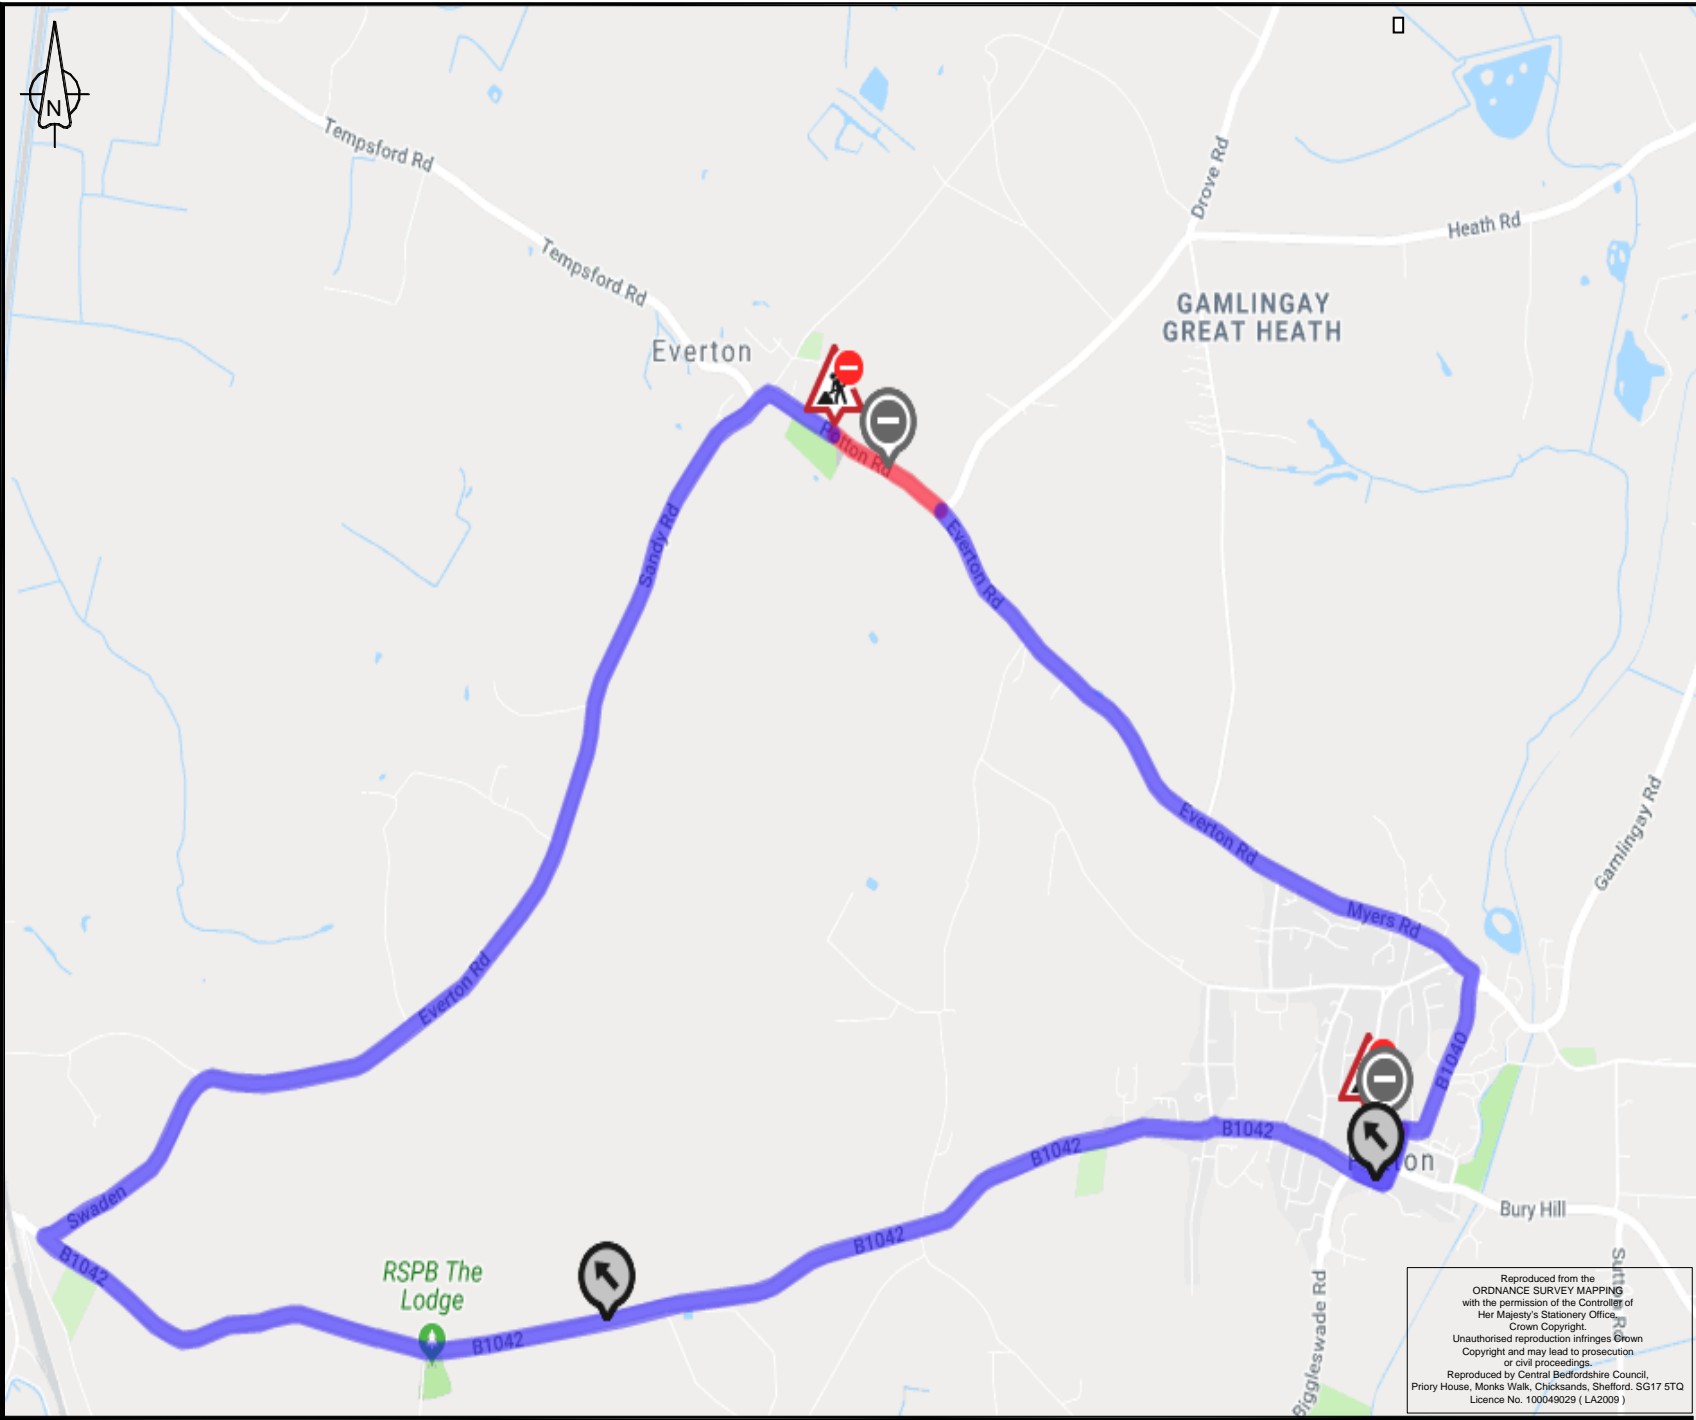 N
Tempsford Rd
Drove Rd
Heath Rd
Tempsford Rd
GAMLINGAY
GREAT HEATH
Everton
Potton Rd
Sandy Rd
Everton Rd
Everton Rd
Gamlingay Rd
Myers Rd
Everton Rd
B1040
B1042
B1042
Swaden
Bury Hill
B1042
B1042
RSPB The
Lodge
B1042
Biggleswade Rd
Sutton Rd
Reproduced from the
ORDNANCE SURVEY MAPPING
with the permission of the Controller of
Her Majesty's Stationery Office.
Crown Copyright.
Unauthorised reproduction infringes Crown
Copyright and may lead to prosecution
or civil proceedings.
Reproduced by Central Bedfordshire Council,
Priory House, Monks Walk, Chicksands, Shefford. SG17 5TQ
Licence No. 100049029 ( LA2009 )